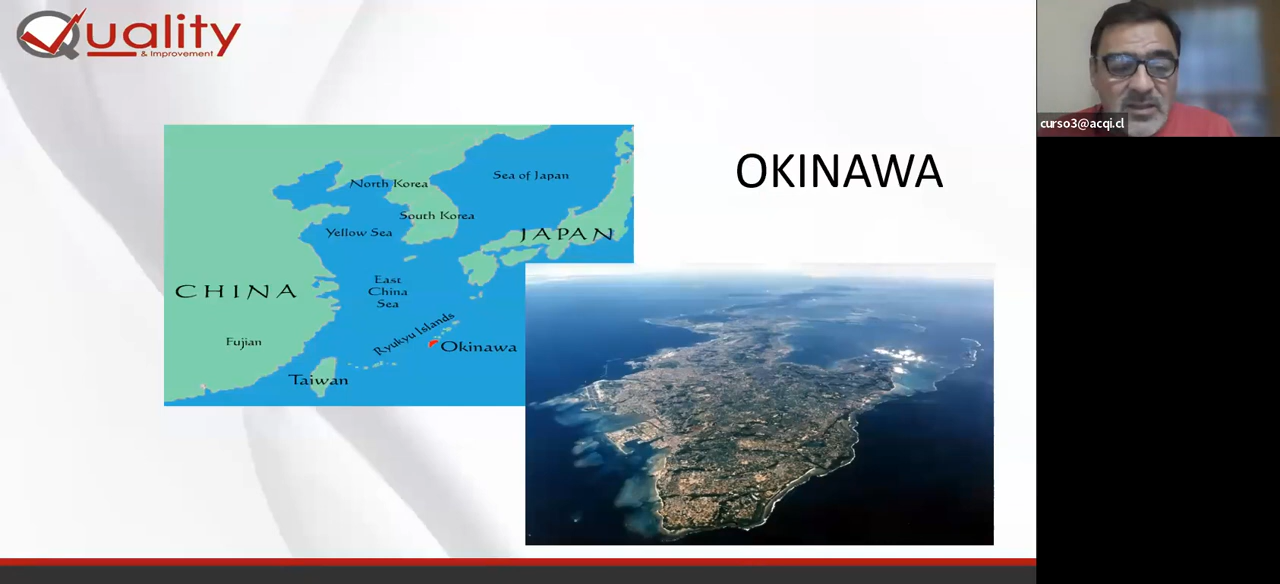 Quality
& Improvement
OKINAWA
North Korea
Sea of Japan
South Korea
Yellow Sea
JAPAN
East
China
Sea
CHINA
Ryukyu Islands
Fujian
Okinawa
Taiwan
curso3@acqi.cl